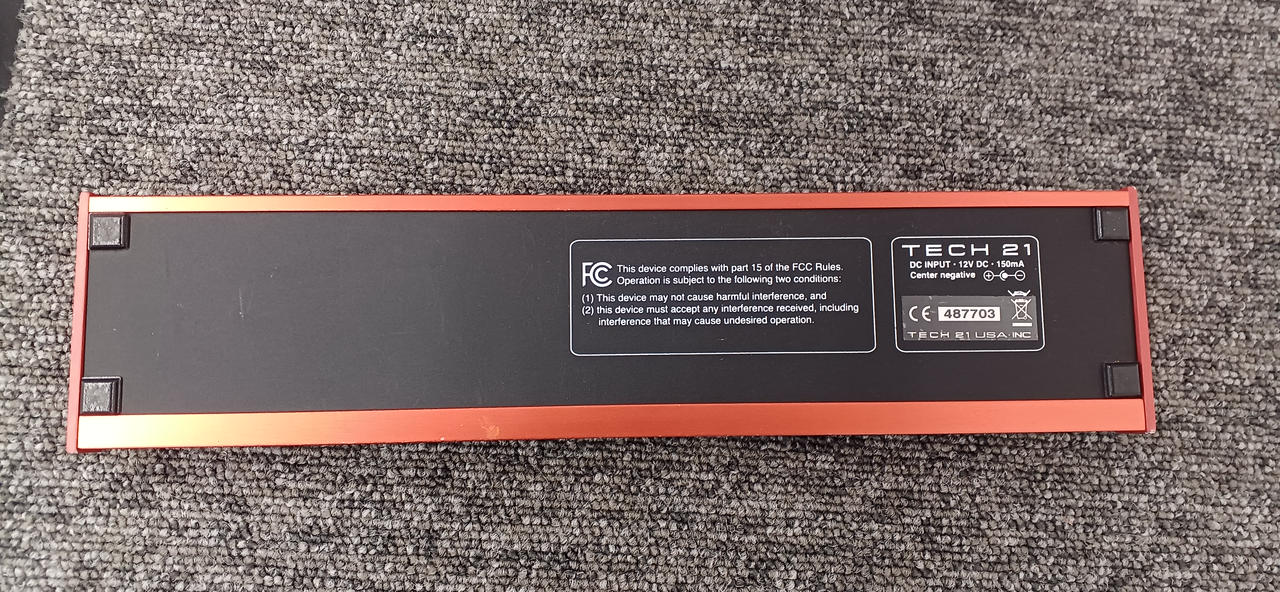 FC This device complies with part 15 of the FCC Rules.
Operation is subject to the following two conditions:
(1) This device may not cause harmful interference, and
(2) this device must accept any interference received, including
interference that may cause undesired operation.
TECH 21
DC INPUT · 12V DC · 150mA
Center negative
CE 487703
TECH 21 USA, INC